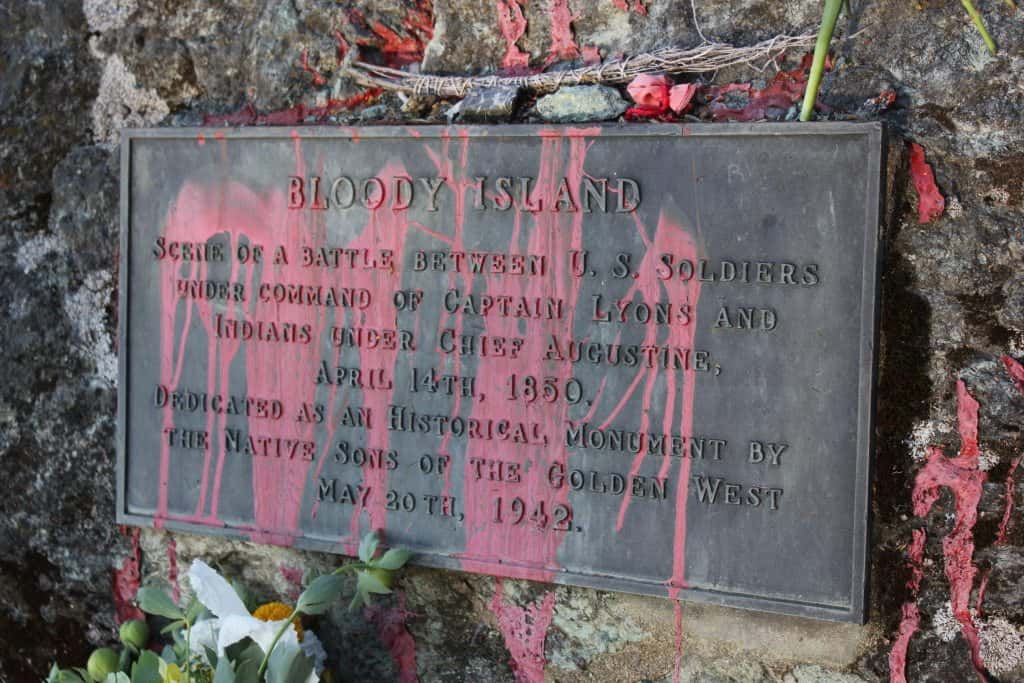 BLOODY ISLAND
SCENE OF A BATTLE BETWEEN U. S. SOLDIERS
UNDER COMMAND OF CAPTAIN LYONS AND
INDIANS UNDER CHIEF AUGUSTINE,
APRIL 14TH, 1850.
DEDICATED AS AN HISTORICAL MONUMENT BY
THE NATIVE SONS OF THE GOLDEN WEST
MAY 20TH, 1942.